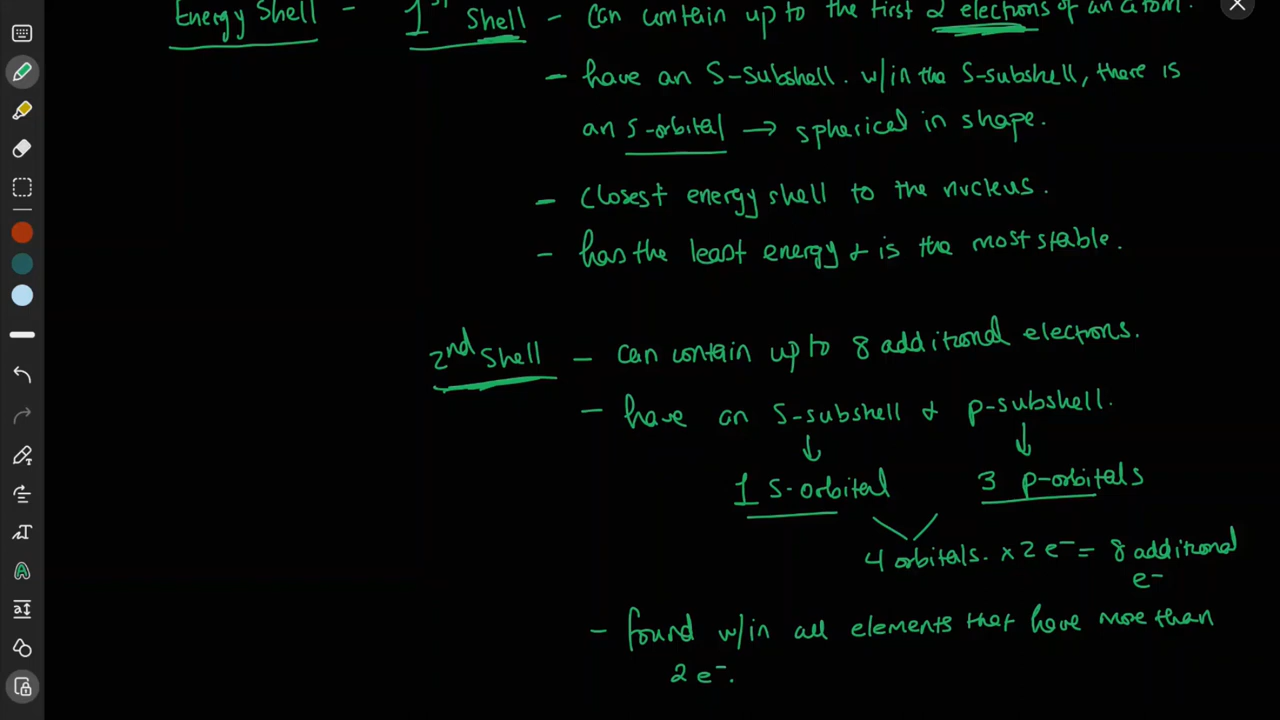 Energy Shell - 1st Shell - Can contain up to the first 2 electrons of an atom.
- have an S-subshell. w/in the S-subshell, there is
an S-orbital → spherical in shape.
- Closest energy shell to the nucleus.
- has the least energy & is the most stable.
2nd Shell - Can contain up to 8 additional electrons.
- have an S-subshell & p-subshell.
↓ ↓
1 S-orbital 3 p-orbitals
4 orbitals. x 2 e⁻ = 8 additional
e⁻
- found w/in all elements that have more than
2 e⁻.